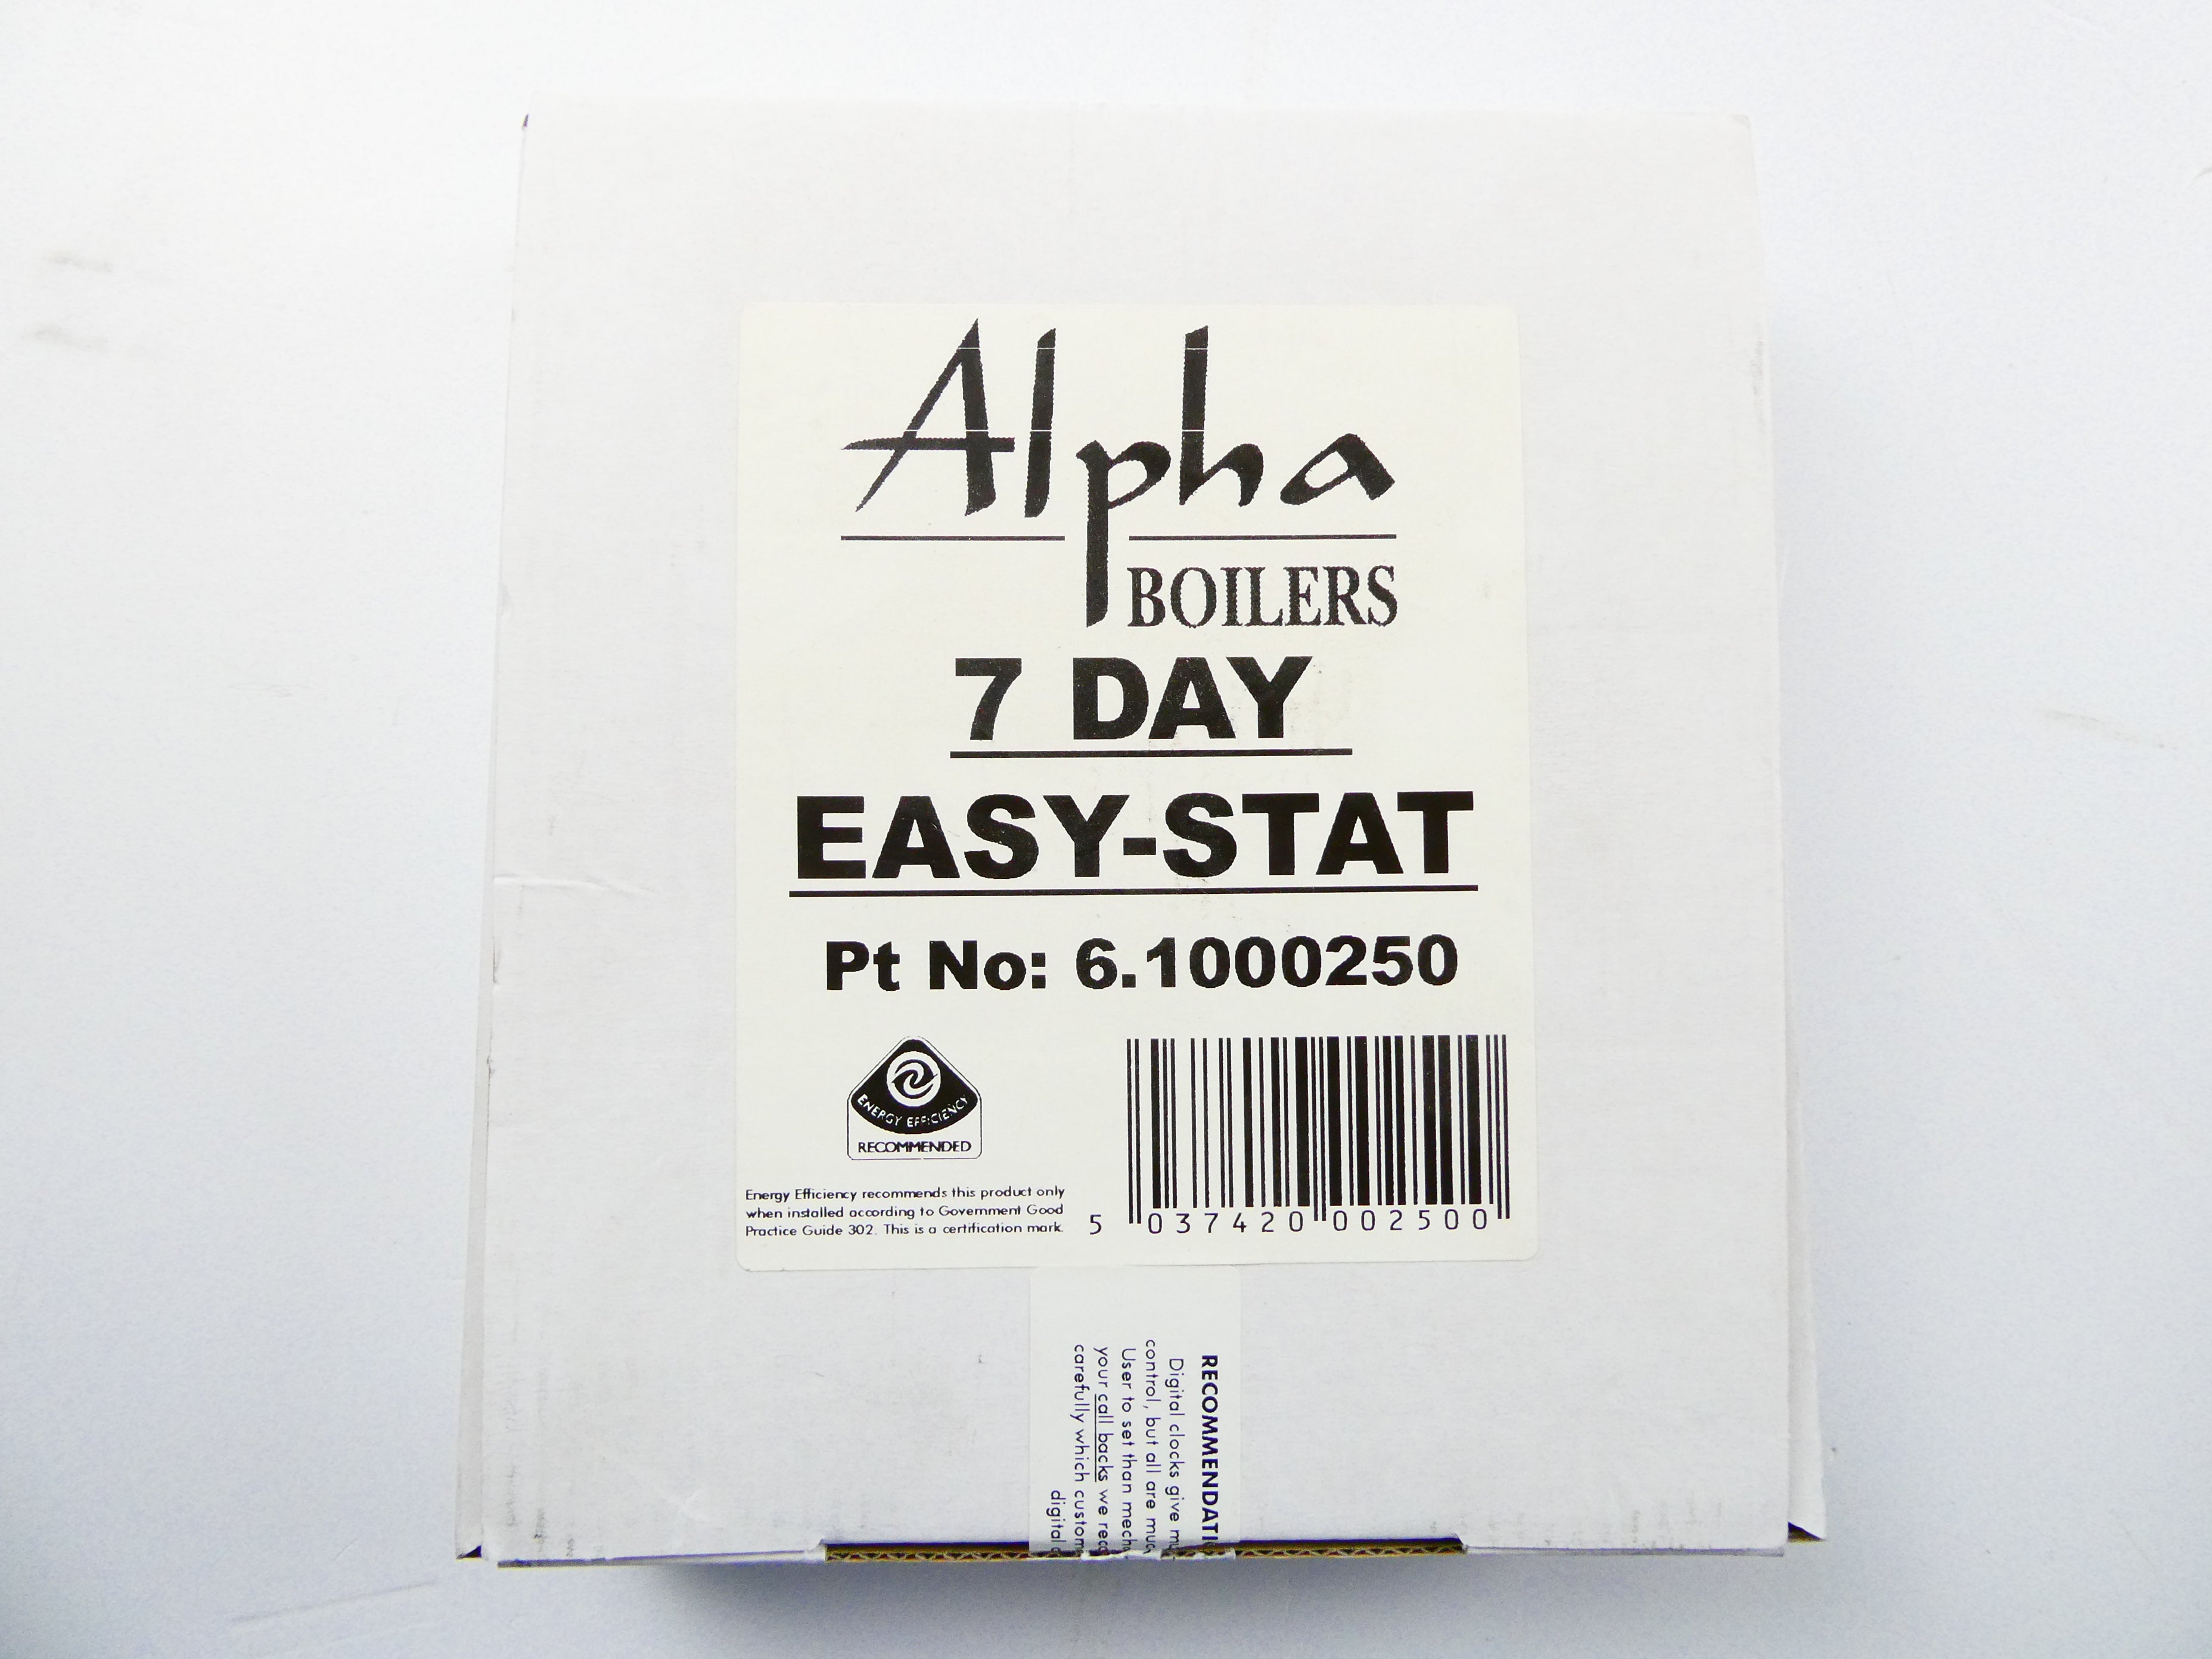 Alpha
BOILERS
7 DAY
EASY-STAT
Pt No: 6.1000250
ENERGY EFFICIENCY
RECOMMENDED
Energy Efficiency recommends this product only
when installed according to Government Good
Practice Guide 302. This is a certification mark.
5 037420 002500
Digital clocks give
control, but all are
User to set than
your call backs we
carefully which
digital